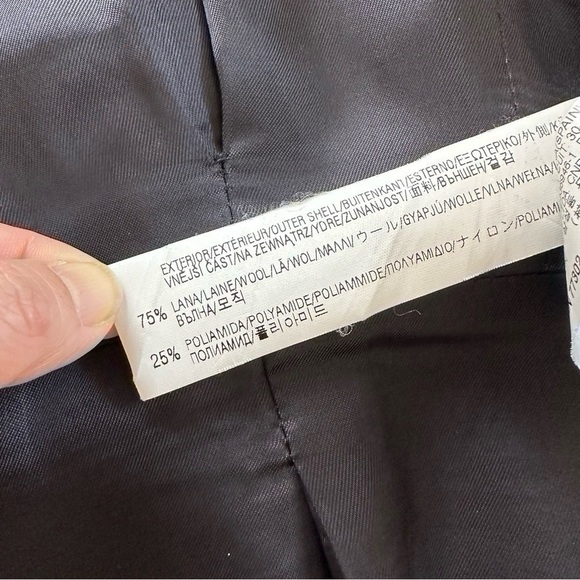 EXTERIOR/EXTÉRIEUR/OUTER SHELL/BUITENKANT/ESTERNO/ΕΞΩΤΕΡΙΚΟ/外側/
VNĚJŠÍ ČÁST/NA ZEWNĄTRZ/YORÉ/ZUNANJOST/面料/ВЪНШЕН/겉감
75% LANA/LAINE/WOOL/LÃ/WOL/ΜΑΛΛΙ/ウール/GYAPJÚ/WOLLE/VLNA/WEŁNA/
ВЪЛНА/모직
25% POLIAMIDA/POLYAMIDE/POLIAMMIDE/ΠΟΛΥΑΜΙΔΙΟ/ナイロン/
ПОЛИАМИД/폴리아미드
SPAIN